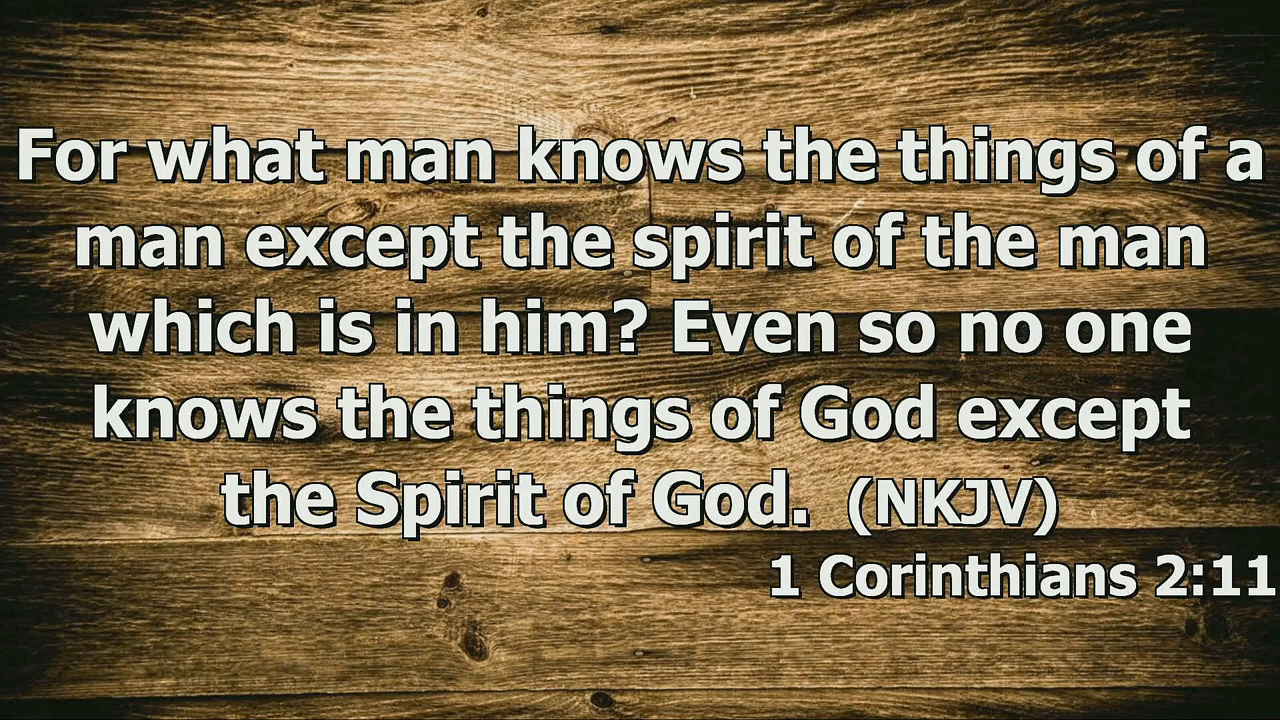 For what man knows the things of a
man except the spirit of the man
which is in him? Even so no one
knows the things of God except
the Spirit of God. (NKJV)
1 Corinthians 2:11